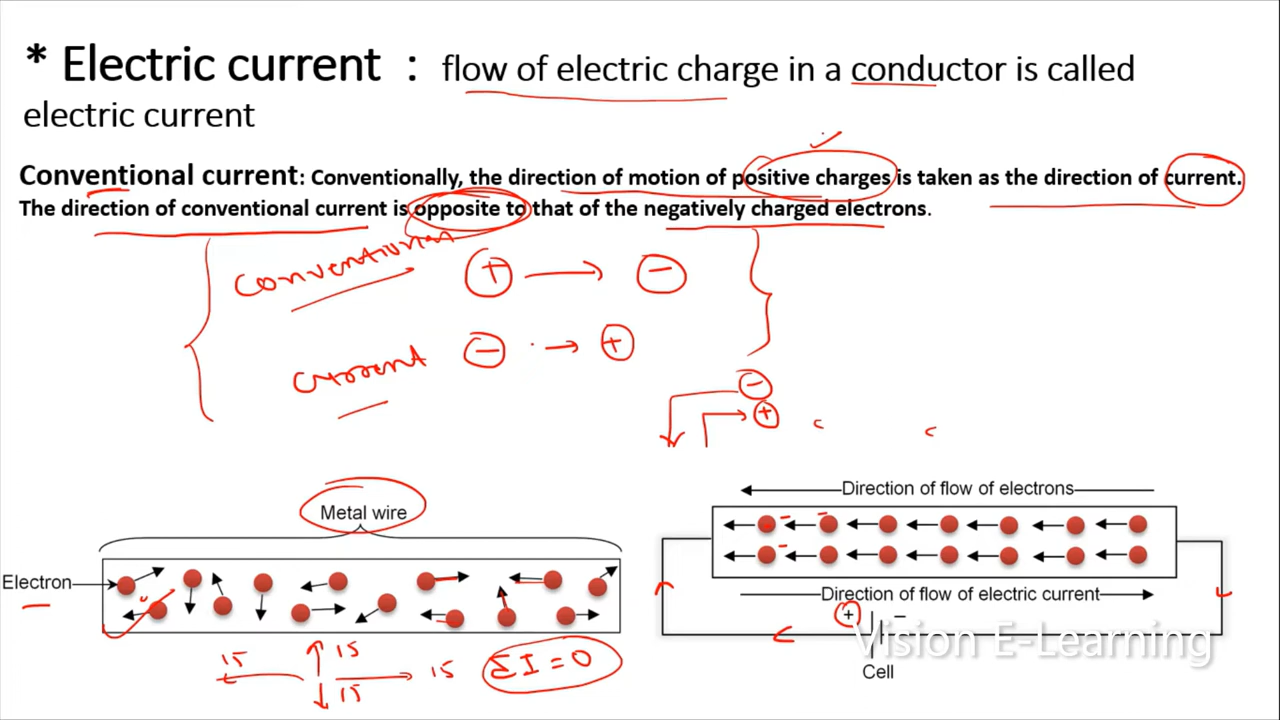 * Electric current : flow of electric charge in a conductor is called
electric current
Conventional current: Conventionally, the direction of motion of positive charges is taken as the direction of current.
The direction of conventional current is opposite to that of the negatively charged electrons.
Conventional + → −
Current − → +
−
+
Metal wire
Electron
15
15
15
15
ΣI = 0
Direction of flow of electrons
Direction of flow of electric current
+ −
Cell
Vision E-Learning